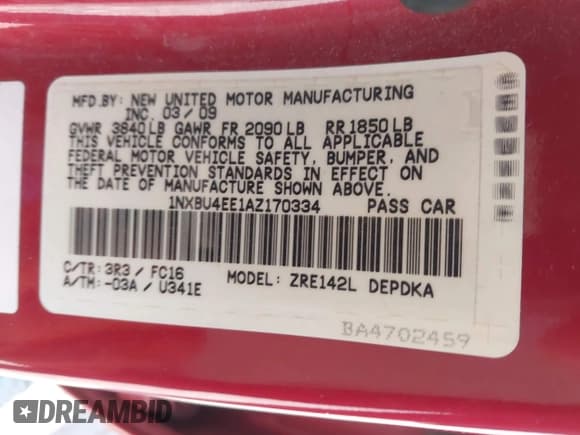 MFD.BY: NEW UNITED MOTOR MANUFACTURING
INC. 03/09
GVWR 3840LB GAWR FR 2090LB RR 1850LB
THIS VEHICLE CONFORMS TO ALL APPLICABLE
FEDERAL MOTOR VEHICLE SAFETY, BUMPER, AND
THEFT PREVENTION STANDARDS IN EFFECT ON
THE DATE OF MANUFACTURE SHOWN ABOVE.
1NXBU4EE1AZ170334 PASS CAR
C/TR: 3R3 / FC16 MODEL: ZRE142L DEPDKA
A/TM: -03A / U341E
BA4702459
DREAMBID